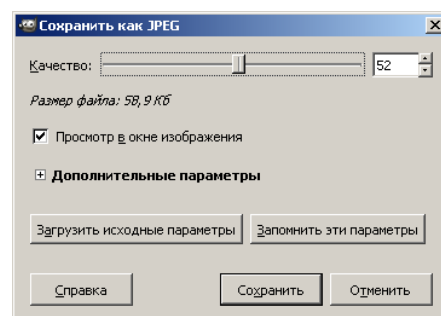 Сохранить как JPEG
Качество: 52
Размер файла: 58,9 Кб
Просмотр в окне изображения
Дополнительные параметры
Загрузить исходные параметры Запомнить эти параметры
Справка Сохранить Отменить